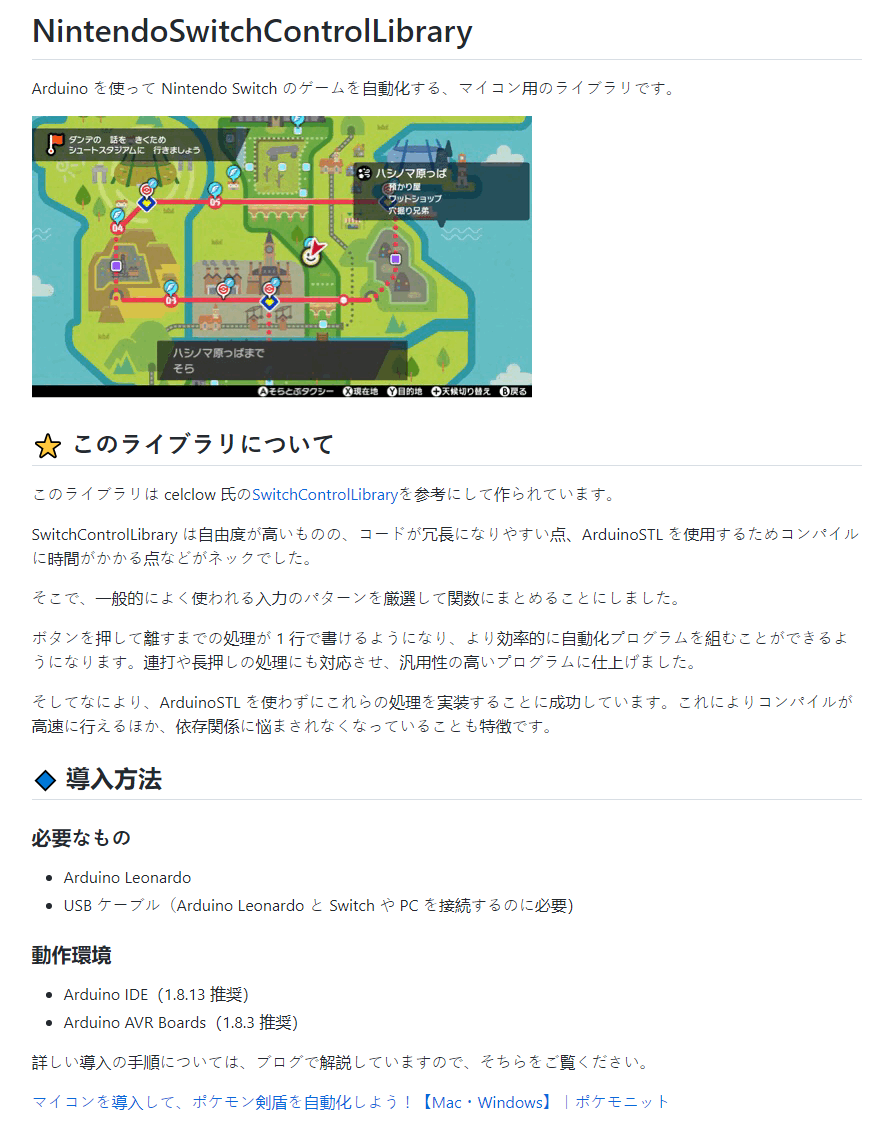 NintendoSwitchControlLibrary
Arduino を使って Nintendo Switch のゲームを自動化する、マイコン用のライブラリです。
ダンデの 話を きくため
シュートスタジアムに 行きましょう
ハシノマ原っぱ
預かり屋
ワットショップ
穴掘り兄弟
05
04
03
ハシノマ原っぱまで
そら
Aそらとぶタクシー X現在地 Y目的地 +天候切り替え B戻る
このライブラリについて
このライブラリは celclow 氏のSwitchControlLibraryを参考にして作られています。
SwitchControlLibrary は自由度が高いものの、コードが冗長になりやすい点、ArduinoSTL を使用するためコンパイル
に時間がかかる点などがネックでした。
そこで、一般的によく使われる入力のパターンを厳選して関数にまとめることにしました。
ボタンを押して離すまでの処理が 1 行で書けるようになり、より効率的に自動化プログラムを組むことができるよ
うになります。連打や長押しの処理にも対応させ、汎用性の高いプログラムに仕上げました。
そしてなにより、ArduinoSTL を使わずにこれらの処理を実装することに成功しています。これによりコンパイルが
高速に行えるほか、依存関係に悩まされなくなっていることも特徴です。
導入方法
必要なもの
Arduino Leonardo
USB ケーブル（Arduino Leonardo と Switch や PC を接続するのに必要）
動作環境
Arduino IDE（1.8.13 推奨）
Arduino AVR Boards（1.8.3 推奨）
詳しい導入の手順については、ブログで解説していますので、そちらをご覧ください。
マイコンを導入して、ポケモン剣盾を自動化しよう！【Mac・Windows】｜ポケモニット